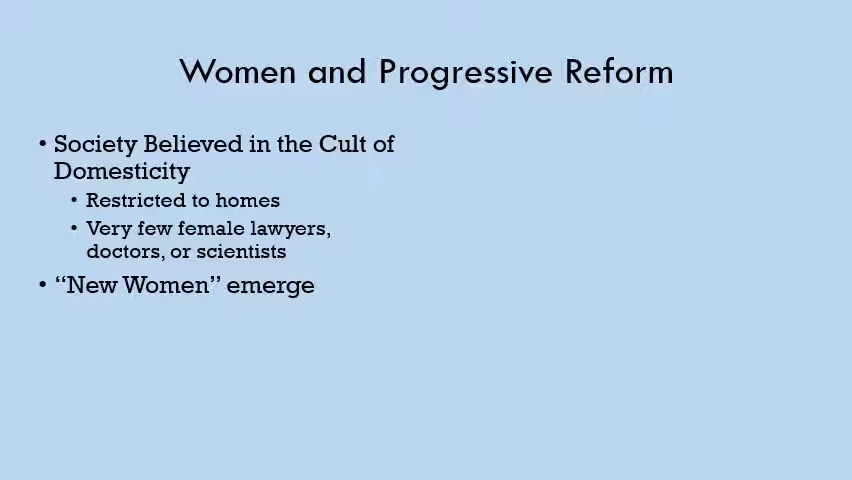 Women and Progressive Reform
• Society Believed in the Cult of
Domesticity
• Restricted to homes
• Very few female lawyers,
doctors, or scientists
• “New Women” emerge